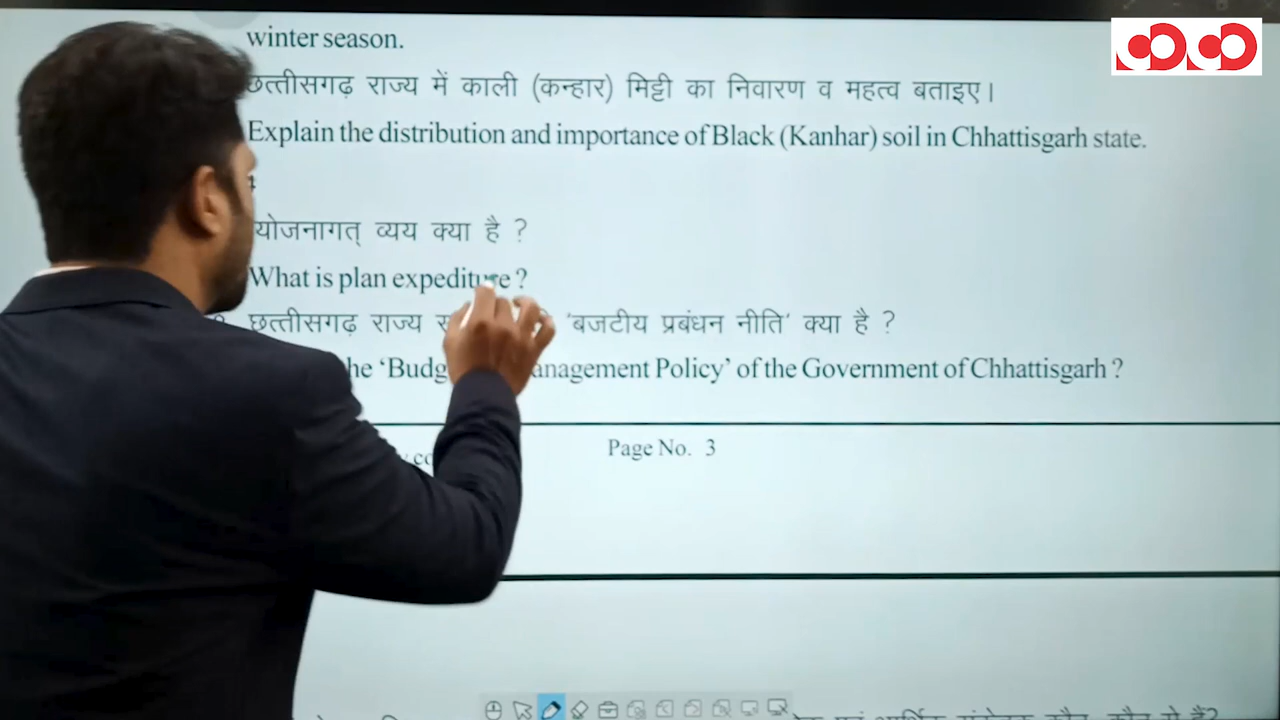 winter season.
छत्तीसगढ़ राज्य में काली (कन्हार) मिट्टी का निवारण व महत्व बताइए।
Explain the distribution and importance of Black (Kanhar) soil in Chhattisgarh state.
योजनागत् व्यय क्या है ?
What is plan expediture ?
छत्तीसगढ़ राज्य 'बजटीय प्रबंधन नीति' क्या है ?
he 'Budg anagement Policy' of the Government of Chhattisgarh ?
Page No. 3